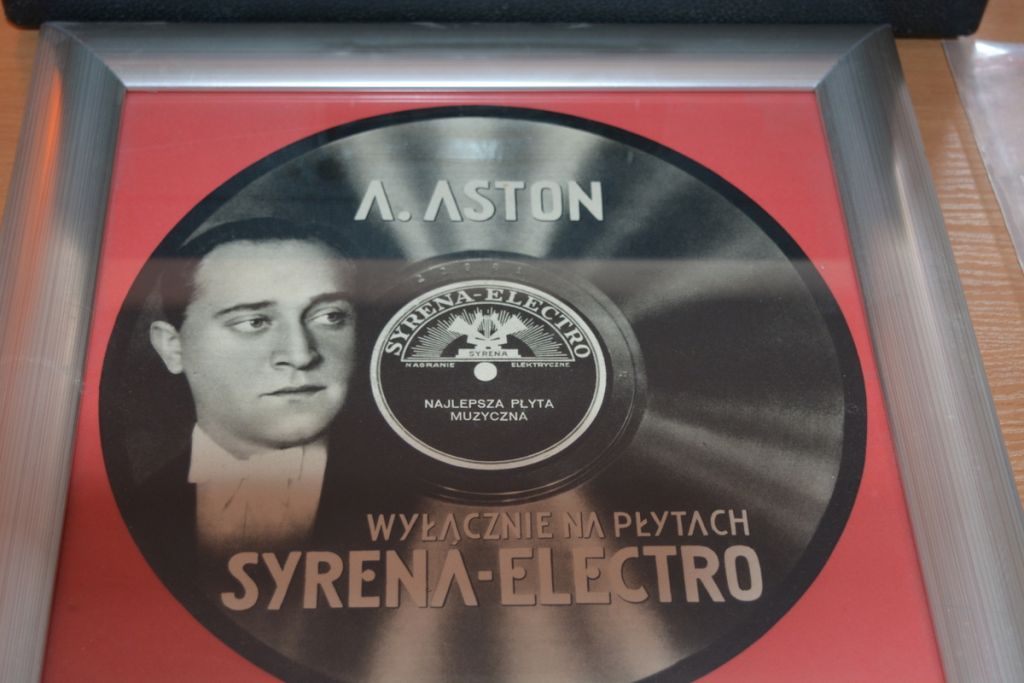 A. ASTON
SYRENA-ELECTRO
SYRENA
NAGRANIE ELEKTRYCZNE
NAJLEPSZA PŁYTA
MUZYCZNA
WYŁĄCZNIE NA PŁYTACH
SYRENA-ELECTRO